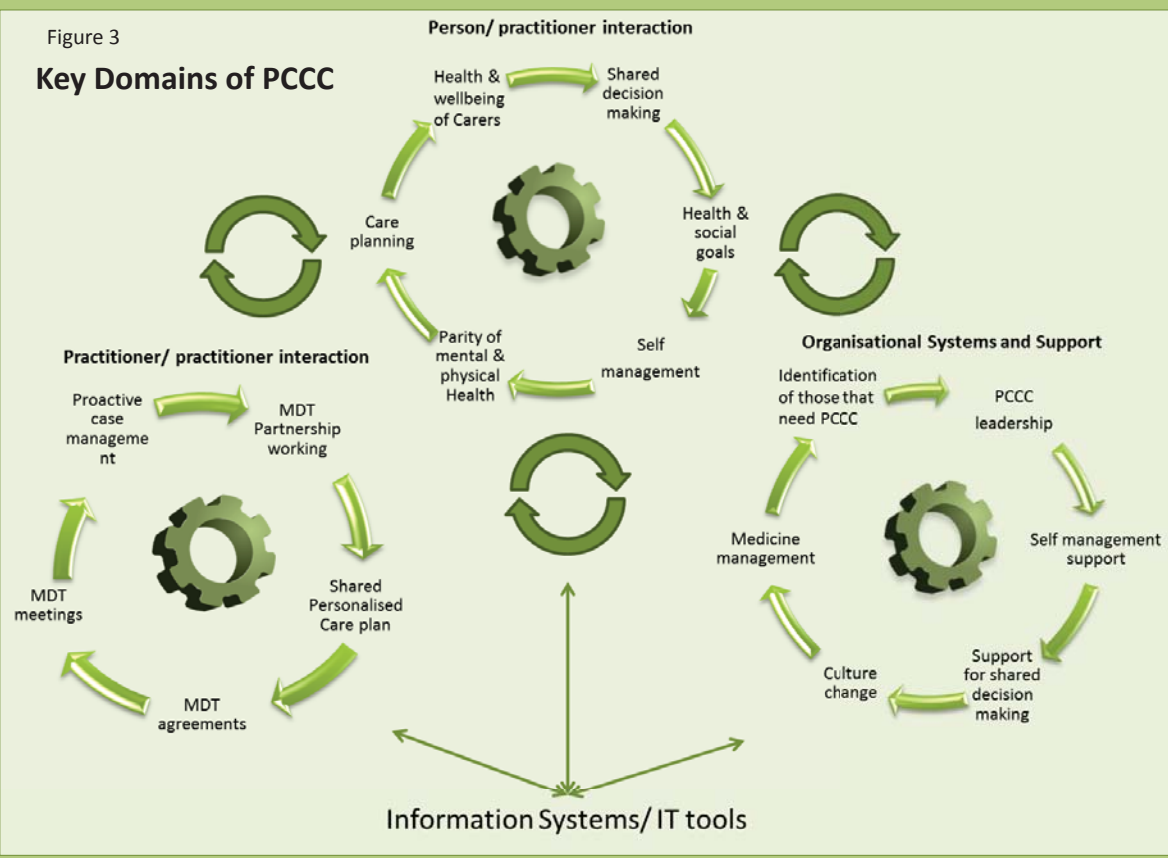 Figure 3
Key Domains of PCCC
Person/ practitioner interaction
Health &
wellbeing
of Carers
Shared
decision
making
Health &
social
goals
Self
management
Parity of
mental &
physical
Health
Care
planning
Practitioner/ practitioner interaction
Proactive
case
manageme
nt
MDT
Partnership
working
Shared
Personalised
Care plan
MDT
agreements
MDT
meetings
Organisational Systems and Support
Identification
of those that
need PCCC
PCCC
leadership
Self management
support
Support
for shared
decision
making
Culture
change
Medicine
management
Information Systems/ IT tools